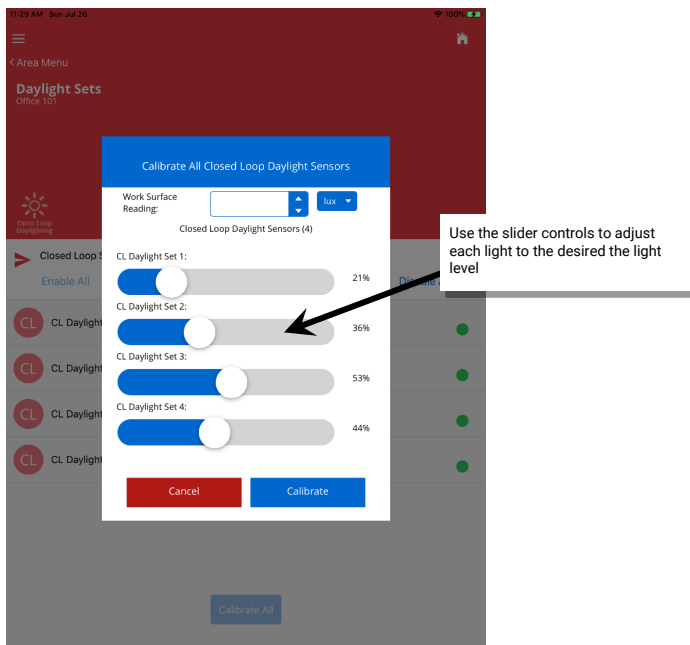 11:29 AM Sun Jul 26
100%
< Area Menu
Daylight Sets
Office 101
Calibrate All Closed Loop Daylight Sensors
Work Surface
Reading:
lux
Open Loop
Daylighting
Closed Loop Daylight Sensors (4)
Use the slider controls to adjust
each light to the desired the light
level
Closed Loop S
CL Daylight Set 1:
21%
Enable All
CL Daylight Set 2:
36%
CL
CL Daylight
CL Daylight Set 3:
53%
CL
CL Daylight
CL Daylight Set 4:
44%
CL
CL Daylight
CL
CL Daylight
Cancel
Calibrate
Calibrate All